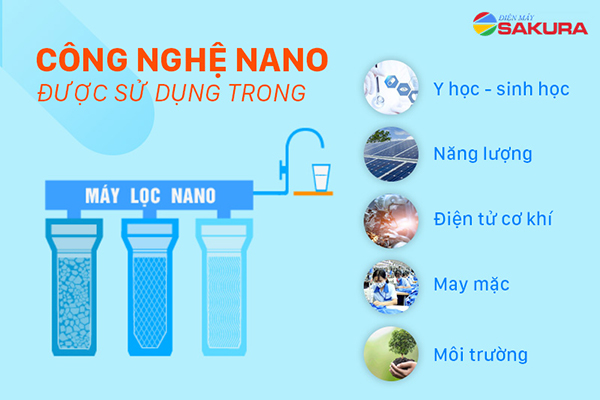 ĐIỆN MÁY
SAKURA
CÔNG NGHỆ NANO
ĐƯỢC SỬ DỤNG TRONG
MÁY LỌC NANO
Y học - sinh học
Năng lượng
Điện tử cơ khí
May mặc
Môi trường